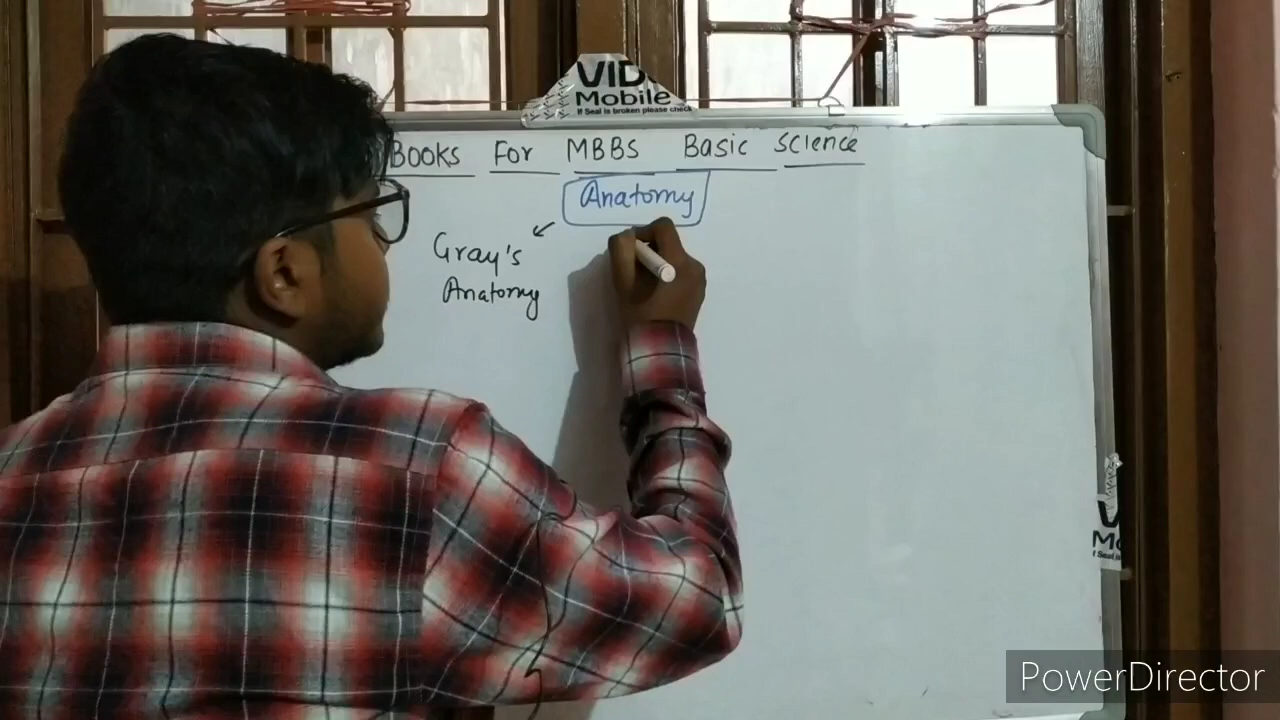 VID
Mobile
If Seal is broken please check
Books For MBBS Basic Science
Anatomy
Gray's
Anatomy
PowerDirector